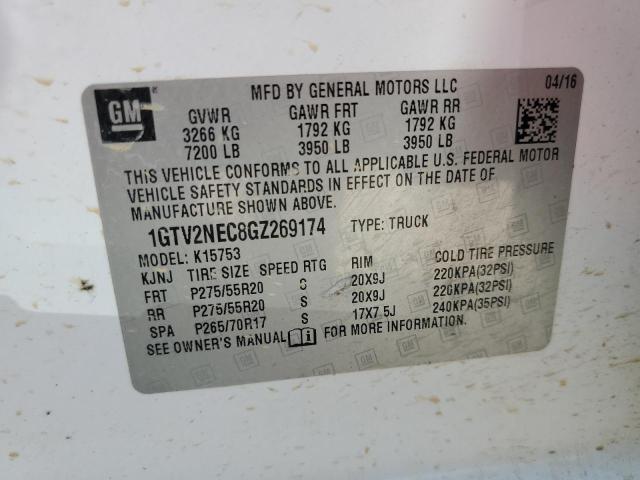 GM
MFD BY GENERAL MOTORS LLC 04/16
GVWR GAWR FRT GAWR RR
3266 KG 1792 KG 1792 KG
7200 LB 3950 LB 3950 LB
THIS VEHICLE CONFORMS TO ALL APPLICABLE U.S. FEDERAL MOTOR
VEHICLE SAFETY STANDARDS IN EFFECT ON THE DATE OF
MANUFACTURE SHOWN ABOVE.
1GTV2NEC8GZ269174 TYPE: TRUCK
MODEL: K15753
KJNJ TIRE SIZE SPEED RTG RIM COLD TIRE PRESSURE
FRT P275/55R20 S 20X9J 220KPA(32PSI)
RR P275/55R20 S 20X9J 220KPA(32PSI)
SPA P265/70R17 S 17X7.5J 240KPA(35PSI)
SEE OWNER'S MANUAL FOR MORE INFORMATION.